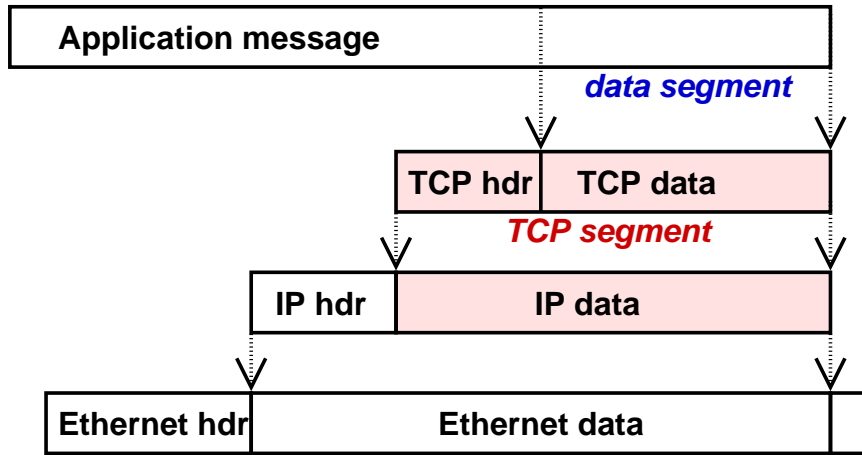 Application message
data segment
TCP hdr TCP data
TCP segment
IP hdr IP data
Ethernet hdr Ethernet data